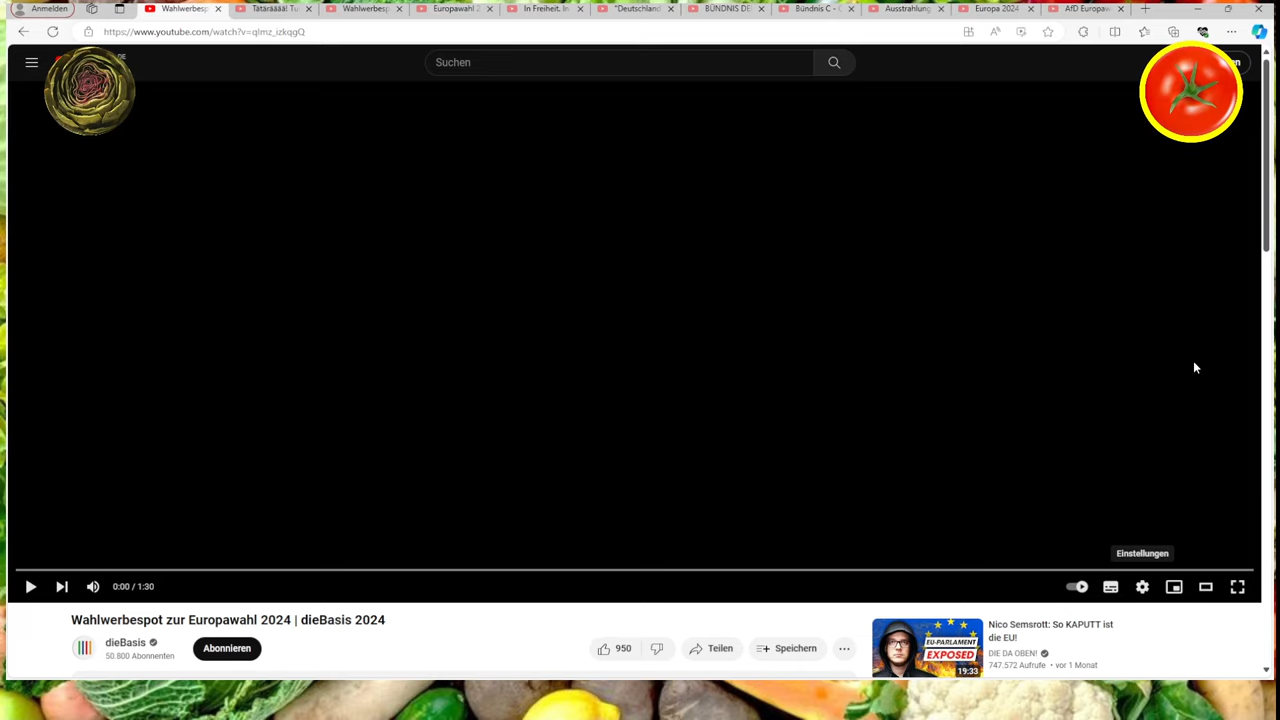 Anmelden
Wahlwerbesp
Tätärääää! Tu
Wahlwerbesp
Europawahl 2
In Freiheit, In
"Deutschland
BÜNDNIS DE
Bündnis C - C
Ausstrahlung
Europa 2024
AfD Europaw
https://www.youtube.com/watch?v=qlmz_izkqgQ
DE
Suchen
Einstellungen
0:00 / 1:30
Wahlwerbespot zur Europawahl 2024 | dieBasis 2024
dieBasis
50.800 Abonnenten
Abonnieren
950
Teilen
Speichern
EU-PARLAMENT
EXPOSED
19:33
Nico Semsrott: So KAPUTT ist
die EU!
DIE DA OBEN!
747.572 Aufrufe • vor 1 Monat